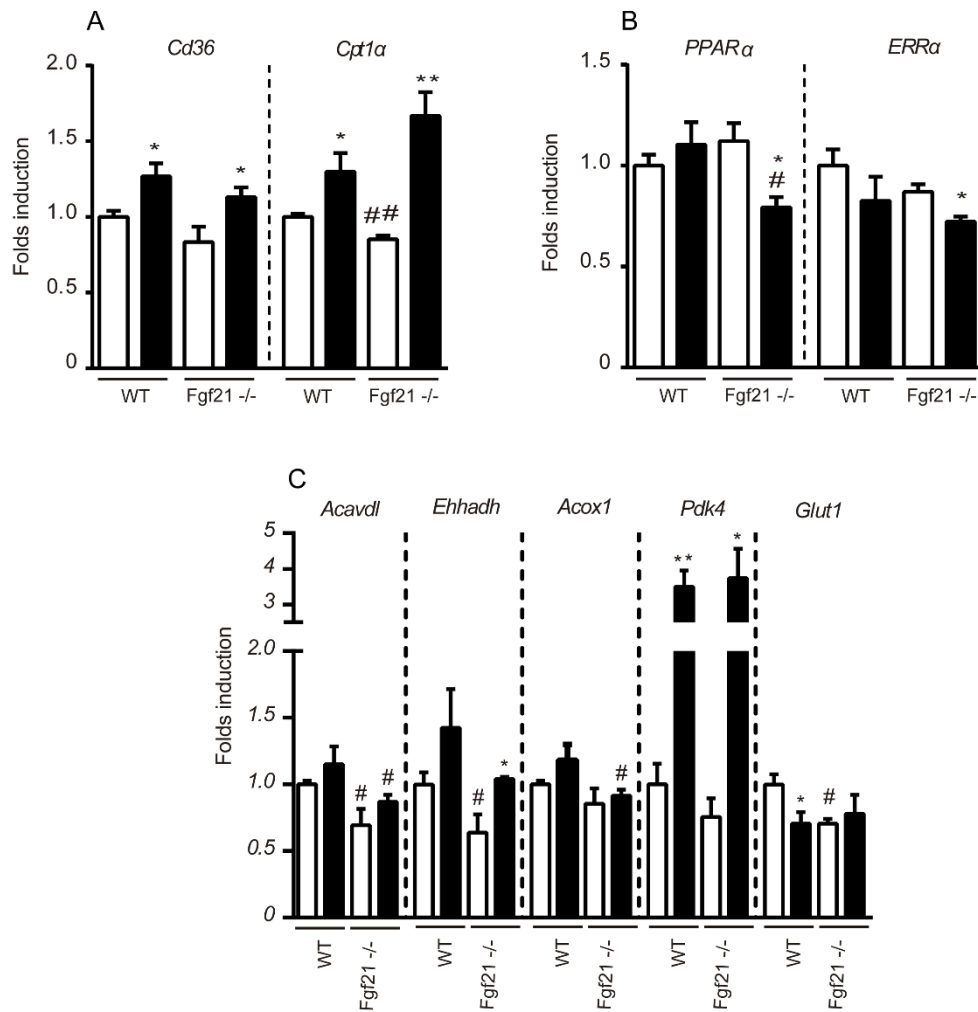 A
Cd36 Cpt1α
2.0
** 
* *
1.5
*
Folds induction
1.0
##
0.5
0
WT Fgf21 -/- WT Fgf21 -/-
B
PPARα ERRα
1.5
Folds induction
1.0
*
#
*
0.5
0
WT Fgf21 -/- WT Fgf21 -/-
C
Acavdl Ehhadh Acox1 Pdk4 Glut1
5
4
3
** *
2.0
Folds induction
1.5
1.0
# # # * # * #
0.5
0
WT Fgf21 -/- WT Fgf21 -/- WT Fgf21 -/- WT Fgf21 -/- WT Fgf21 -/-